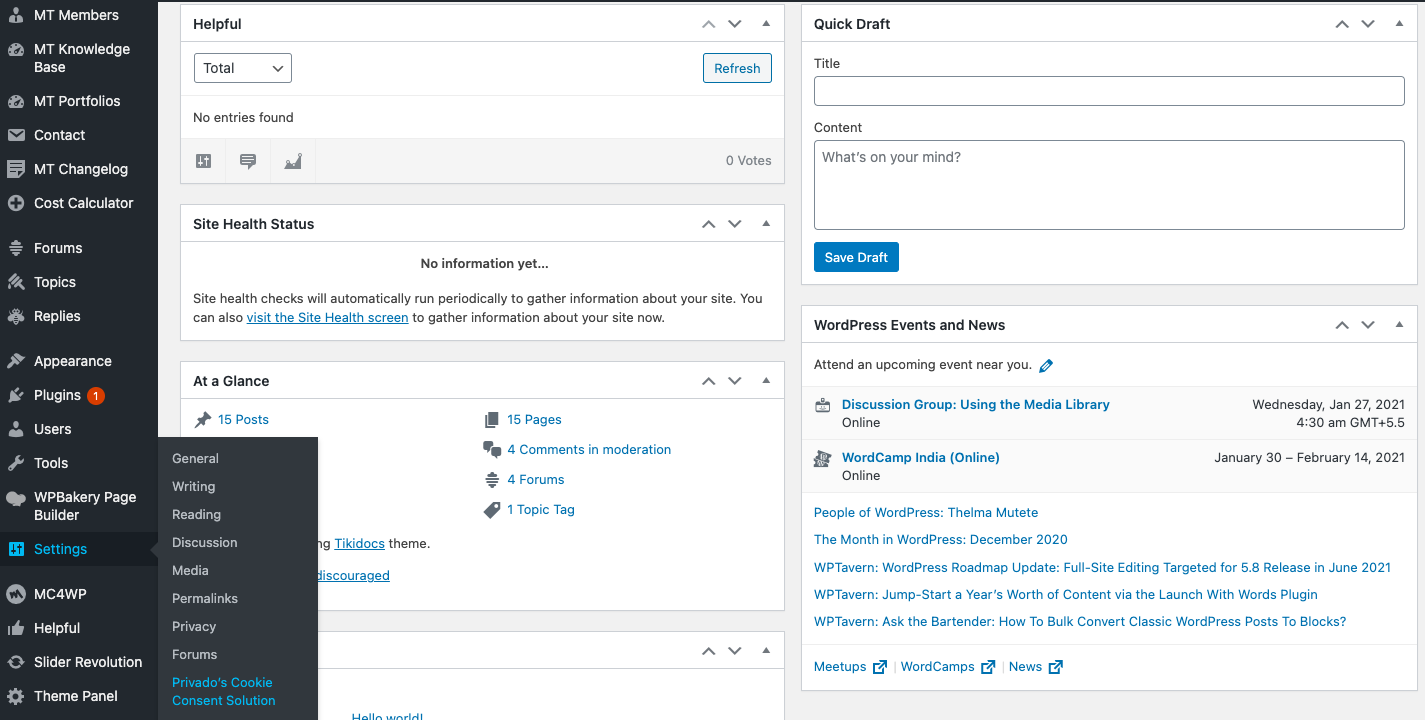 MT Members
MT Knowledge
Base
MT Portfolios
Contact
MT Changelog
Cost Calculator
Forums
Topics
Replies
Appearance
Plugins 1
Users
Tools
WPBakery Page
Builder
Settings
MC4WP
Helpful
Slider Revolution
Theme Panel
General
Writing
Reading
Discussion
Media
Permalinks
Privacy
Forums
Privado's Cookie
Consent Solution
Helpful
Total
Refresh
No entries found
0 Votes
Site Health Status
No information yet...
Site health checks will automatically run periodically to gather information about your site. You
can also visit the Site Health screen to gather information about your site now.
At a Glance
15 Posts
15 Pages
4 Comments in moderation
4 Forums
1 Topic Tag
ng Tikidocs theme.
discouraged
Hello world!
Quick Draft
Title
Content
What's on your mind?
Save Draft
WordPress Events and News
Attend an upcoming event near you.
Discussion Group: Using the Media Library
Wednesday, Jan 27, 2021
Online
4:30 am GMT+5.5
WordCamp India (Online)
January 30 – February 14, 2021
Online
People of WordPress: Thelma Mutete
The Month in WordPress: December 2020
WPTavern: WordPress Roadmap Update: Full-Site Editing Targeted for 5.8 Release in June 2021
WPTavern: Jump-Start a Year's Worth of Content via the Launch With Words Plugin
WPTavern: Ask the Bartender: How To Bulk Convert Classic WordPress Posts To Blocks?
Meetups | WordCamps | News